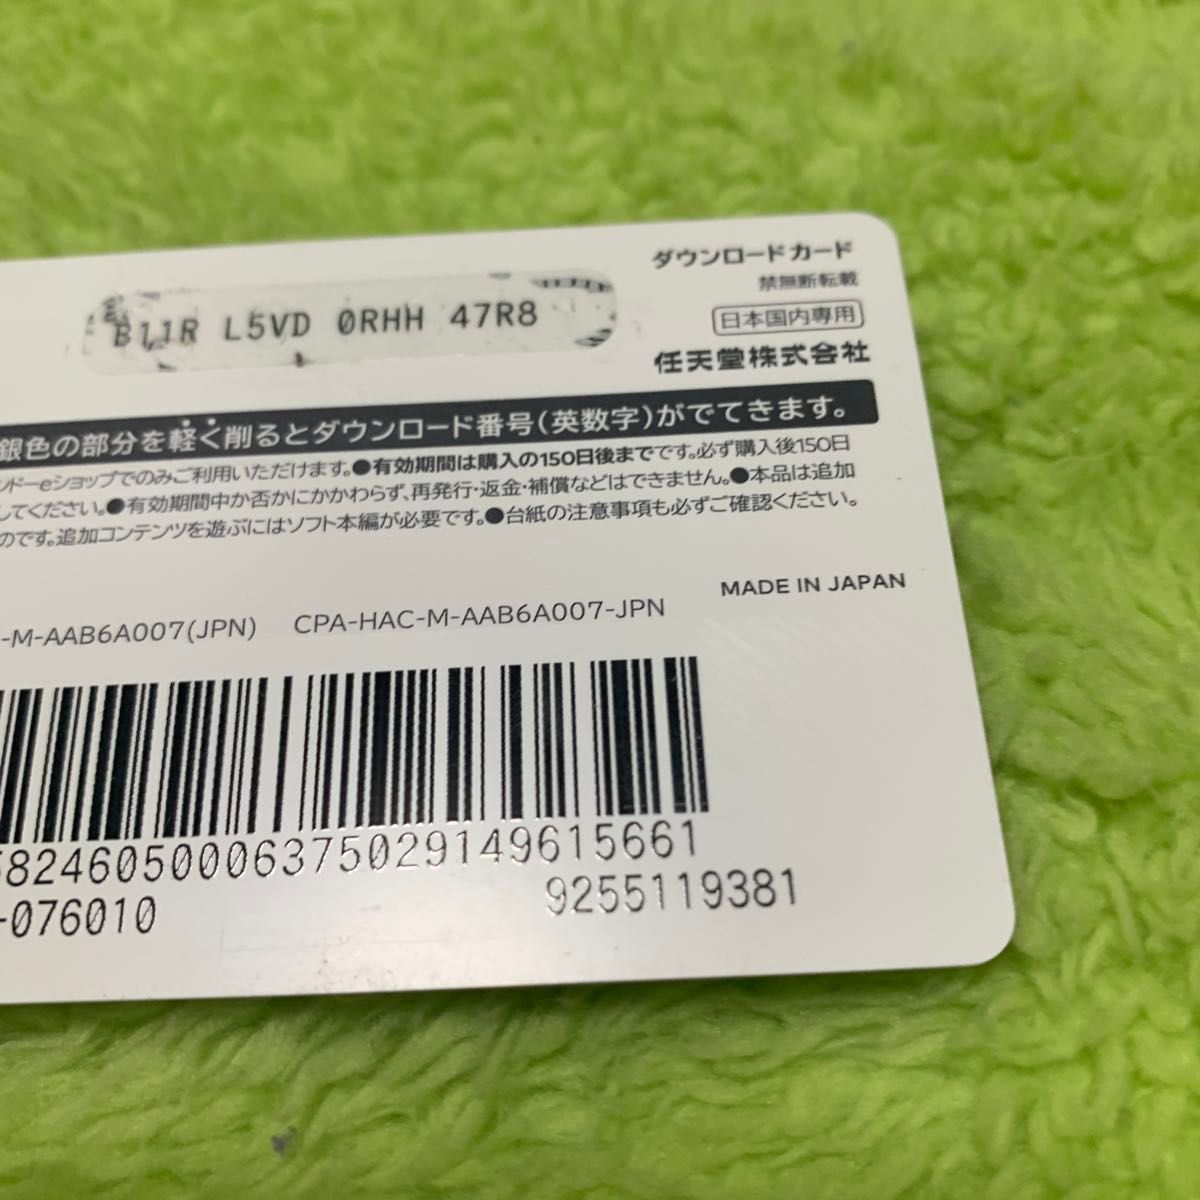 ダウンロードカード
禁無断転載
日本国内専用
任天堂株式会社
B11R L5VD 0RHH 47R8
銀色の部分を軽く削るとダウンロード番号(英数字)がでてきます。
ンドーeショップでのみご利用いただけます。●有効期間は購入の150日後までです。必ず購入後150日
してください。●有効期間中か否かにかかわらず、再発行・返金・補償などはできません。●本品は追加
のです。追加コンテンツを遊ぶにはソフト本編が必要です。●台紙の注意事項も必ずご確認ください。
MADE IN JAPAN
-M-AAB6A007(JPN) CPA-HAC-M-AAB6A007-JPN
58246050006375029149615661
-076010 9255119381